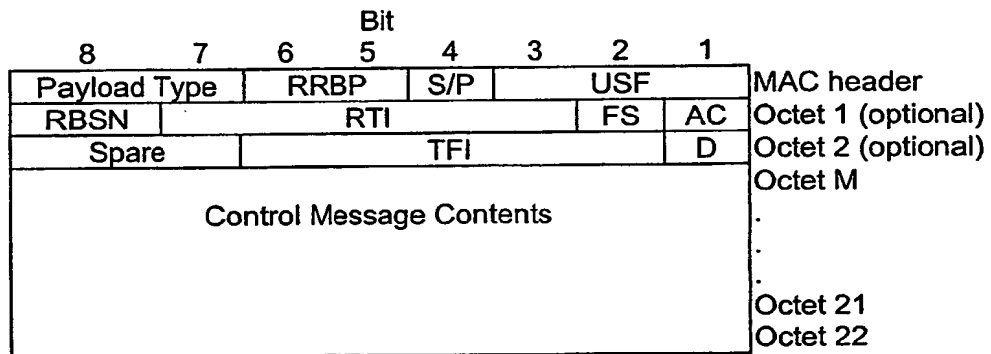 Bit
8 7 6 5 4 3 2 1
Payload Type RRBP S/P USF MAC header
RBSN RTI FS AC Octet 1 (optional)
Spare TFI D Octet 2 (optional)
Octet M
Control Message Contents .
.
.
Octet 21
Octet 22